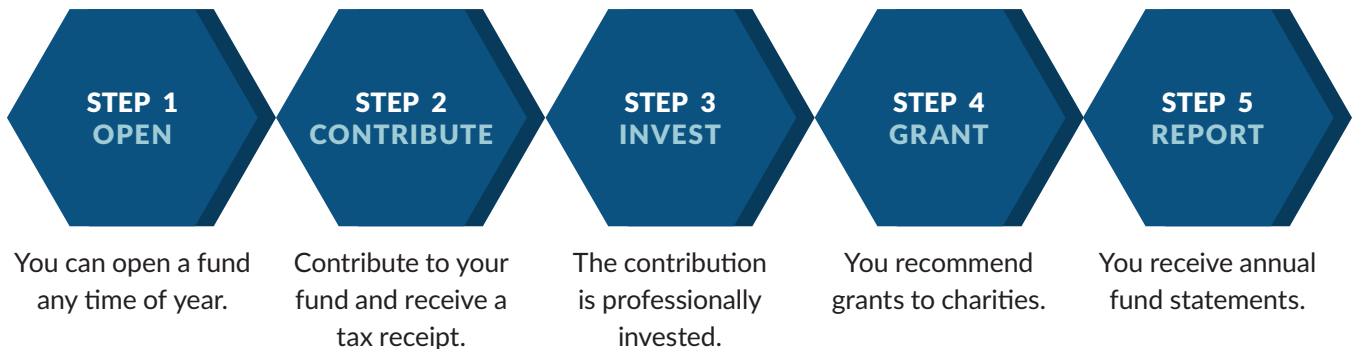 STEP 1
OPEN
You can open a fund
any time of year.
STEP 2
CONTRIBUTE
Contribute to your
fund and receive a
tax receipt.
STEP 3
INVEST
The contribution
is professionally
invested.
STEP 4
GRANT
You recommend
grants to charities.
STEP 5
REPORT
You receive annual
fund statements.